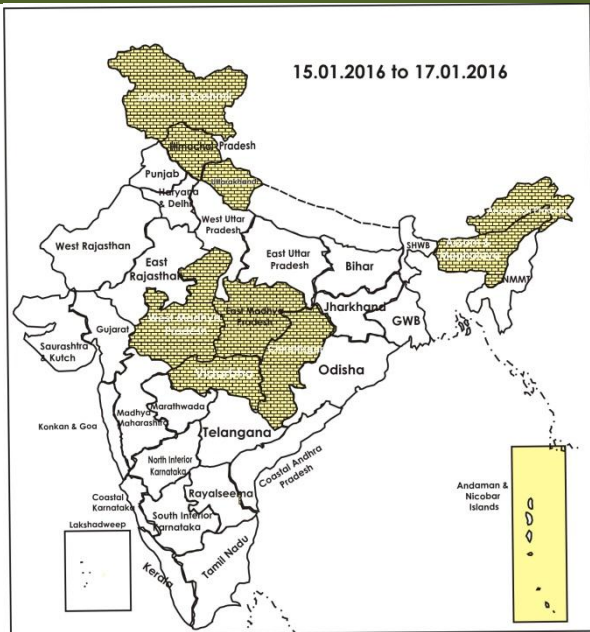 15.01.2016 to 17.01.2016
Himachal Pradesh
Punjab
Uttarakhand
Haryana
& Delhi
West Uttar
Pradesh
West Rajasthan
East
Rajasthan
East Uttar
Pradesh
Bihar
SHWB
NMMT
Gujarat
Saurashtra
& Kutch
East Madhya
Pradesh
Jharkhand
GWB
Odisha
Vidarbha
Marathwada
Madhya
Maharashtra
Konkan & Goa
Telangana
North Interior
Karnataka
Coastal Andhra
Pradesh
Rayalseema
Coastal
Karnataka
South Interior
Karnataka
Lakshadweep
Kerala
Tamil Nadu
Andaman &
Nicobar
Islands